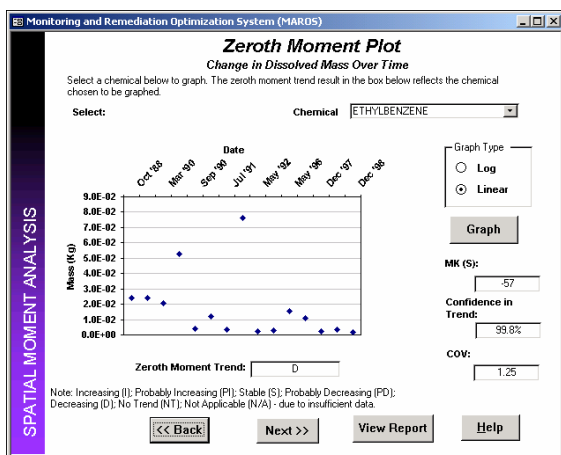 Monitoring and Remediation Optimization System (MAROS)
Zeroth Moment Plot
Change in Dissolved Mass Over Time
Select a chemical below to graph. The zeroth moment trend result in the box below reflects the chemical
chosen to be graphed.
Select:
Chemical
ETHYLBENZENE
Date
Oct '88
Mar '90
Sep '90
Jul '91
May '92
May '96
Dec '97
Dec '98
9.0E-02
8.0E-02
7.0E-02
6.0E-02
5.0E-02
4.0E-02
3.0E-02
2.0E-02
1.0E-02
0.0E+00
Mass (Kg)
Graph Type
Log
Linear
Graph
MK (S):
-57
Confidence in
Trend:
99.8%
COV:
1.25
Zeroth Moment Trend:
D
Note: Increasing (I); Probably Increasing (PI); Stable (S); Probably Decreasing (PD);
Decreasing (D); No Trend (NT); Not Applicable (N/A) - due to insufficient data.
<< Back
Next >>
View Report
Help
SPATIAL MOMENT ANALYSIS